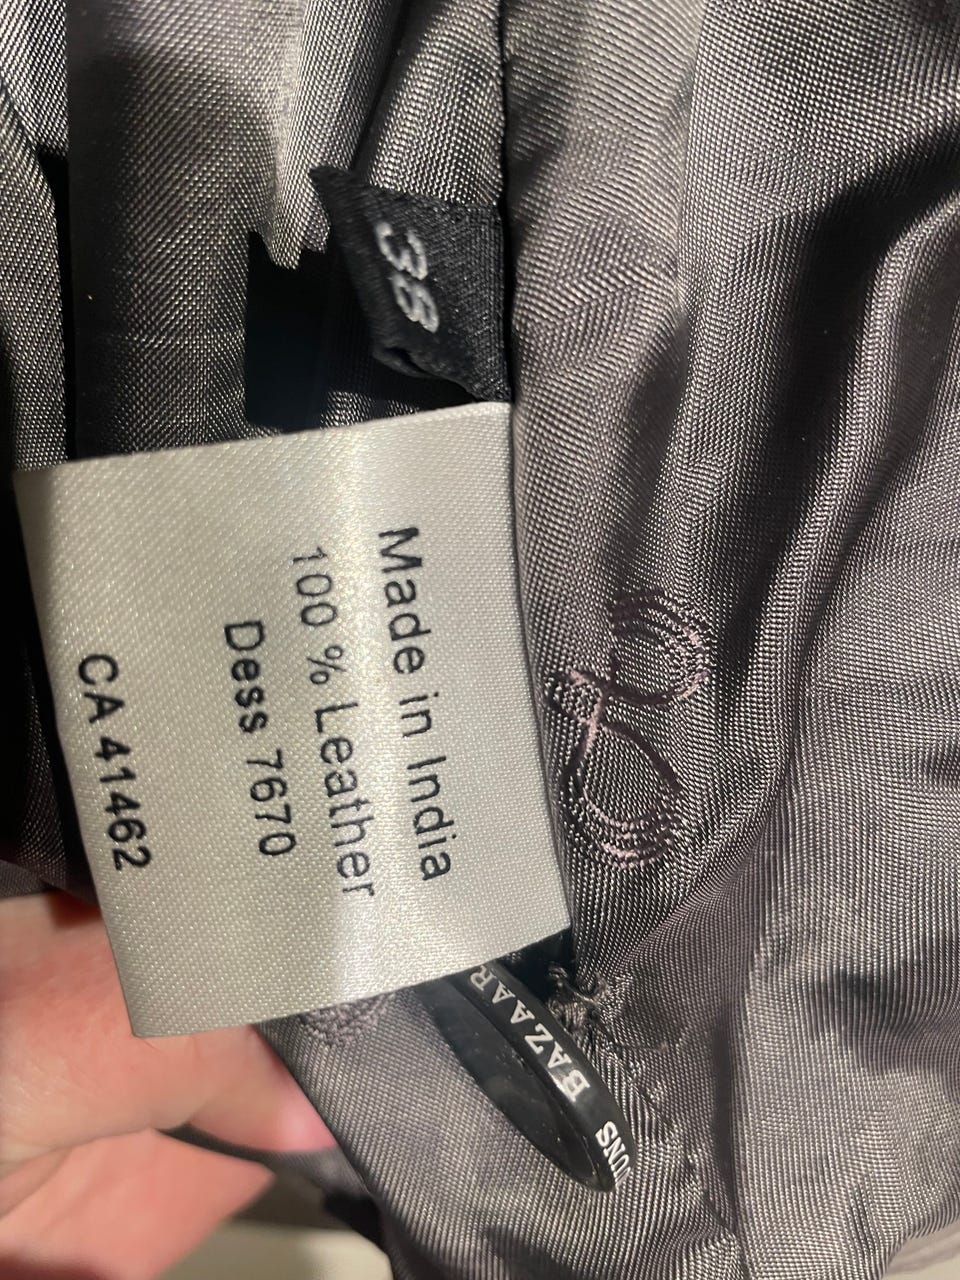 38
Made in India
100 % Leather
Dess 7670
CA 41462
BAZAAR